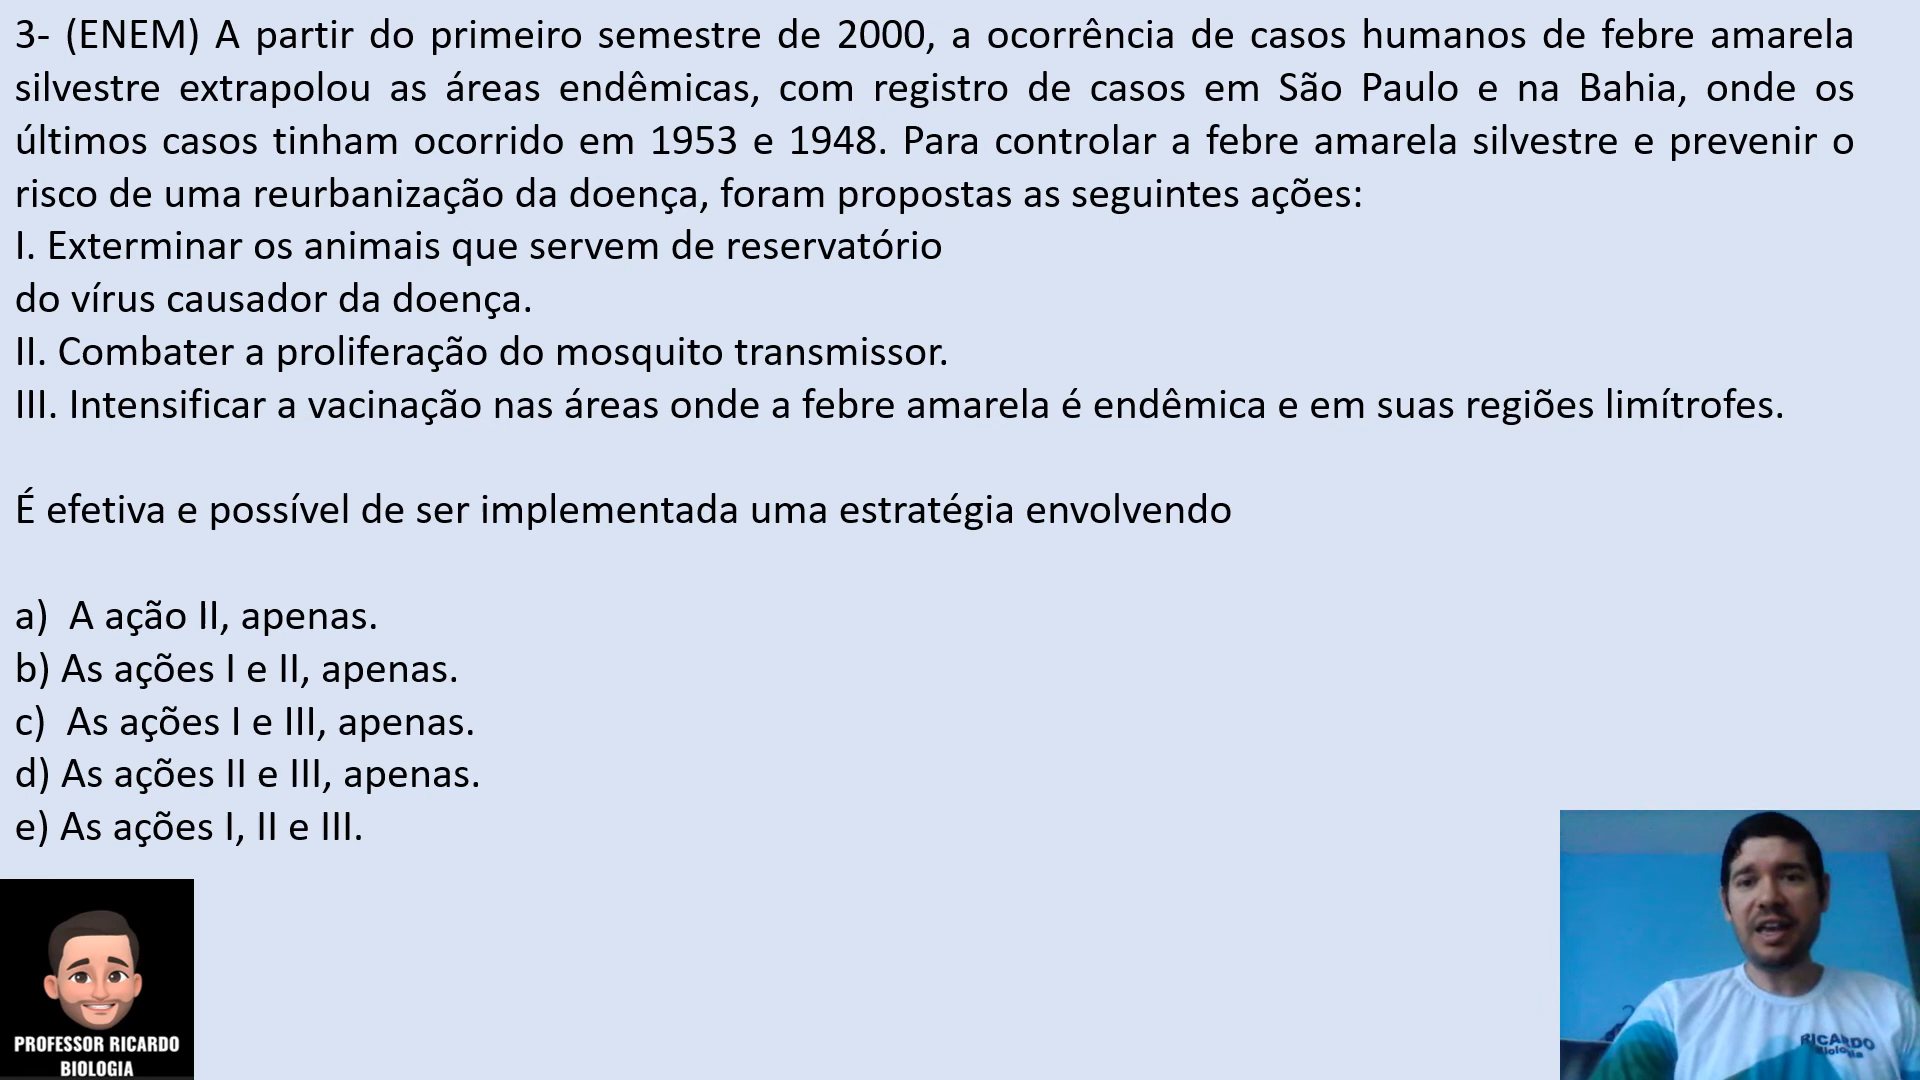 3- (ENEM) A partir do primeiro semestre de 2000, a ocorrência de casos humanos de febre amarela
silvestre extrapolou as áreas endêmicas, com registro de casos em São Paulo e na Bahia, onde os
últimos casos tinham ocorrido em 1953 e 1948. Para controlar a febre amarela silvestre e prevenir o
risco de uma reurbanização da doença, foram propostas as seguintes ações:
I. Exterminar os animais que servem de reservatório
do vírus causador da doença.
II. Combater a proliferação do mosquito transmissor.
III. Intensificar a vacinação nas áreas onde a febre amarela é endêmica e em suas regiões limítrofes.
É efetiva e possível de ser implementada uma estratégia envolvendo
a) A ação II, apenas.
b) As ações I e II, apenas.
c) As ações I e III, apenas.
d) As ações II e III, apenas.
e) As ações I, II e III.
PROFESSOR RICARDO
BIOLOGIA
RICARDO
Biologia